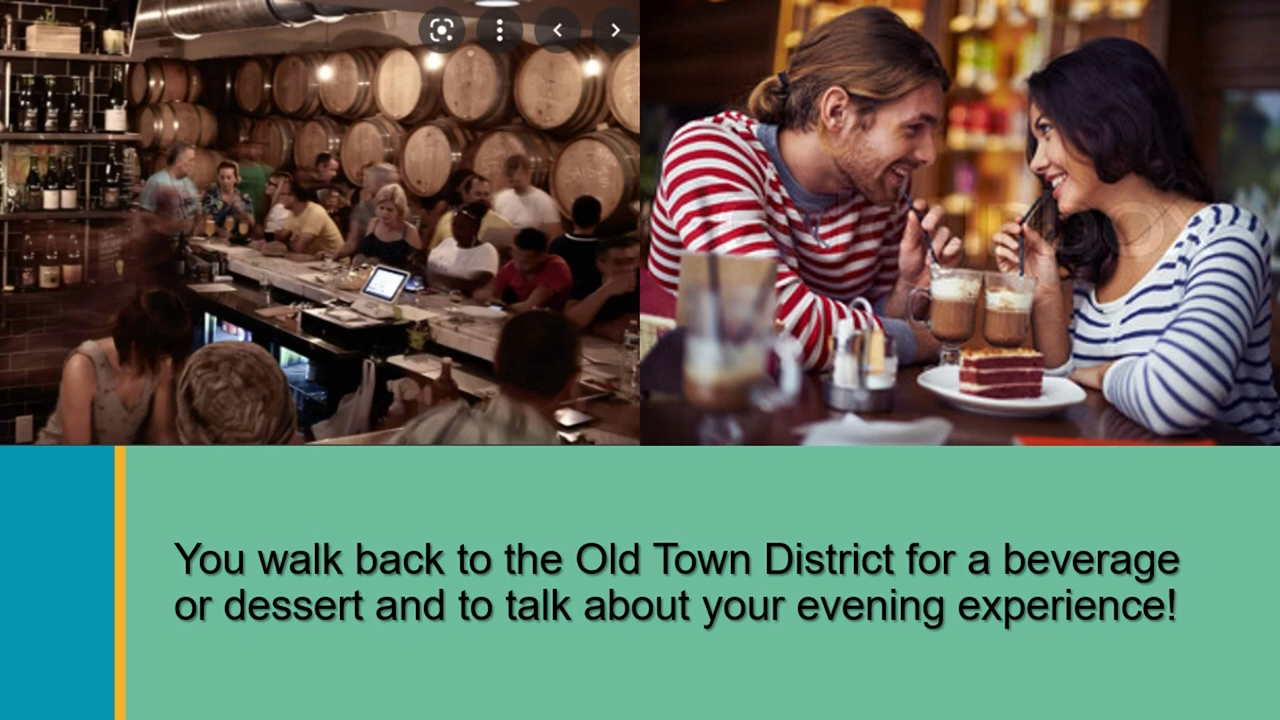 You walk back to the Old Town District for a beverage
or dessert and to talk about your evening experience!